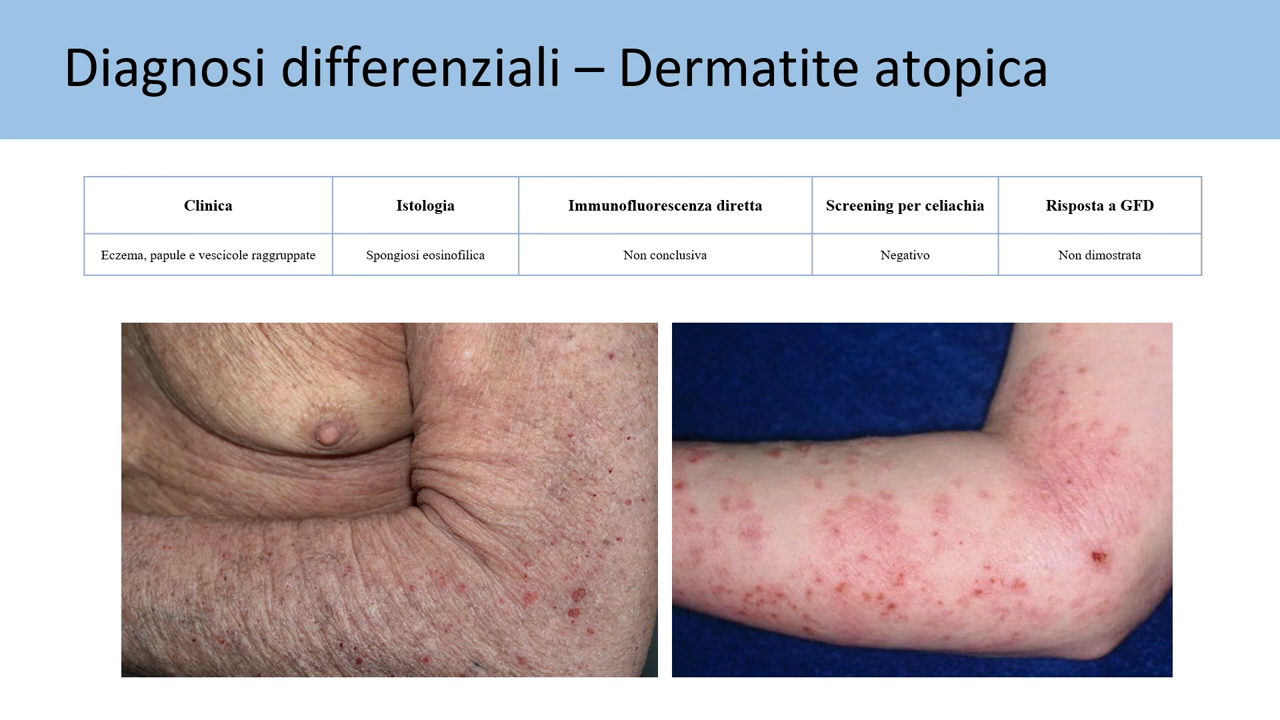 Diagnosi differenziali – Dermatite atopica
Clinica Istologia Immunofluorescenza diretta Screening per celiachia Risposta a GFD
Eczema, papule e vescicole raggruppate Spongiosi eosinofilica Non conclusiva Negativo Non dimostrata